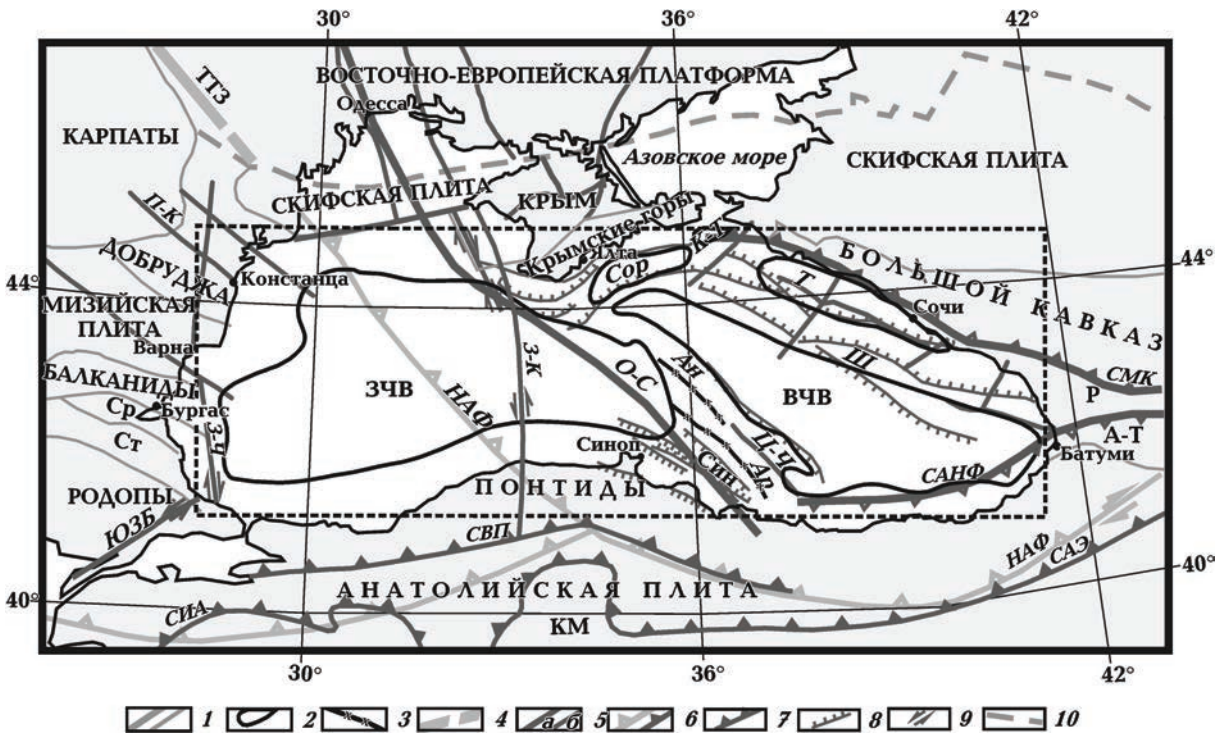 30°
36°
42°
ВОСТОЧНО-ЕВРОПЕЙСКАЯ ПЛАТФОРМА
ТТЗ
Одесса
КАРПАТЫ
Азовское море
СКИФСКАЯ ПЛИТА
СКИФСКАЯ ПЛИТА
КРЫМ
П-К
Крымские горы
Ялта
К-Т
Сор
ДОБРУДЖА
Констанца
Т
БОЛЬШОЙ КАВКАЗ
44°
44°
Сочи
МИЗИЙСКАЯ
ПЛИТА
Варна
Ш
Ан
О-С
З-К
СМК
БАЛКАНИДЫ
ЗЧВ
НАФ
ВЧВ
Р
Ср
Бургас
З-Ч
А-Т
Ст
Синоп
Ц-Ч
Батуми
Син
Ар
САНФ
РОДОПЫ
ПОНТИДЫ
ЮЗБ
СВП
НАФ
САЭ
40°
40°
АНАТОЛИЙСКАЯ ПЛИТА
СИА
КМ
30°
36°
42°
1 2 3 4 а б 5 6 7 8 9 10